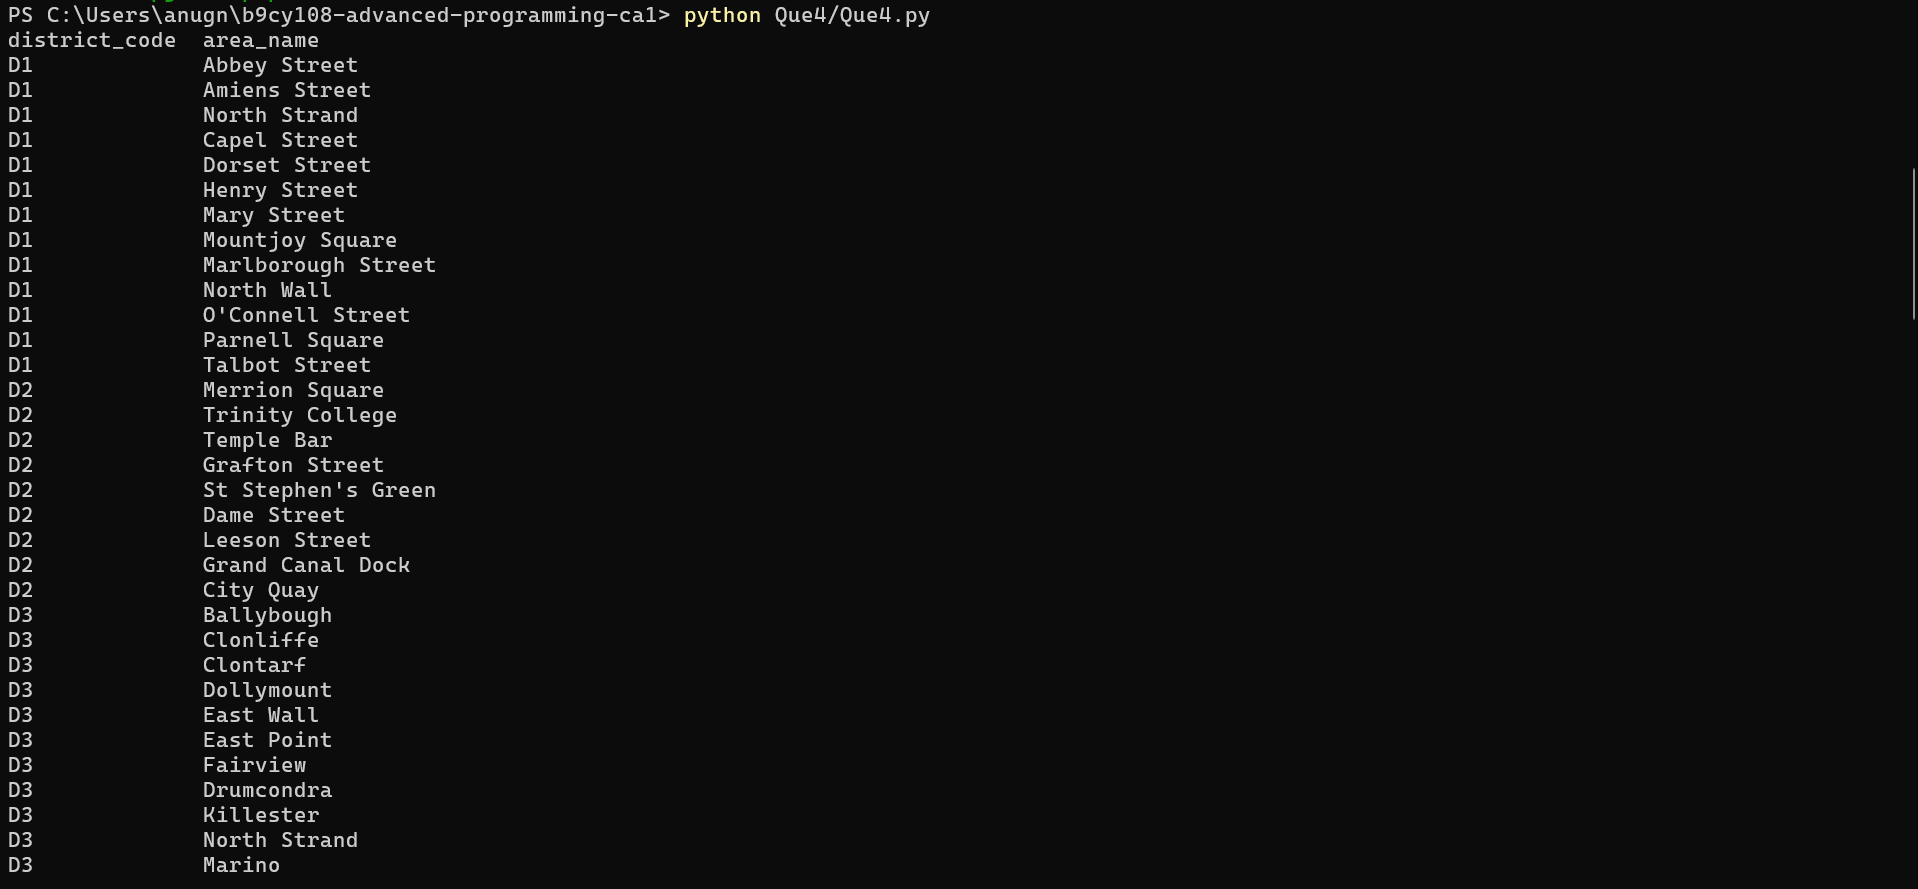 PS C:\Users\anugn\b9cy108-advanced-programming-ca1> python Que4/Que4.py
district_code  area_name
D1             Abbey Street
D1             Amiens Street
D1             North Strand
D1             Capel Street
D1             Dorset Street
D1             Henry Street
D1             Mary Street
D1             Mountjoy Square
D1             Marlborough Street
D1             North Wall
D1             O'Connell Street
D1             Parnell Square
D1             Talbot Street
D2             Merrion Square
D2             Trinity College
D2             Temple Bar
D2             Grafton Street
D2             St Stephen's Green
D2             Dame Street
D2             Leeson Street
D2             Grand Canal Dock
D2             City Quay
D3             Ballybough
D3             Clonliffe
D3             Clontarf
D3             Dollymount
D3             East Wall
D3             East Point
D3             Fairview
D3             Drumcondra
D3             Killester
D3             North Strand
D3             Marino